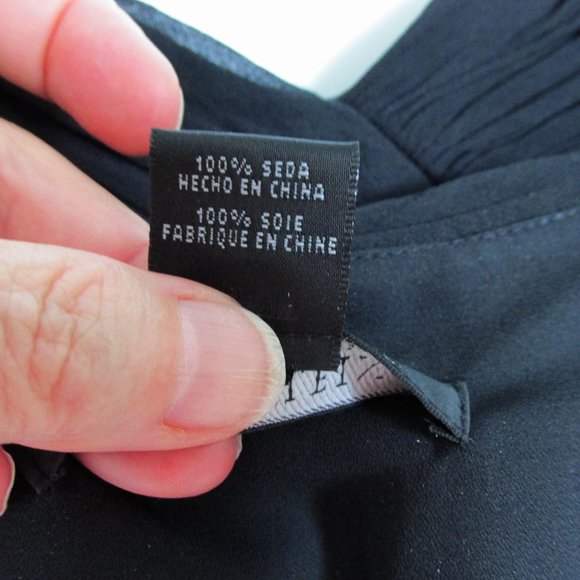 100% SEDA
HECHO EN CHINA
100% SOIE
FABRIQUE EN CHINE